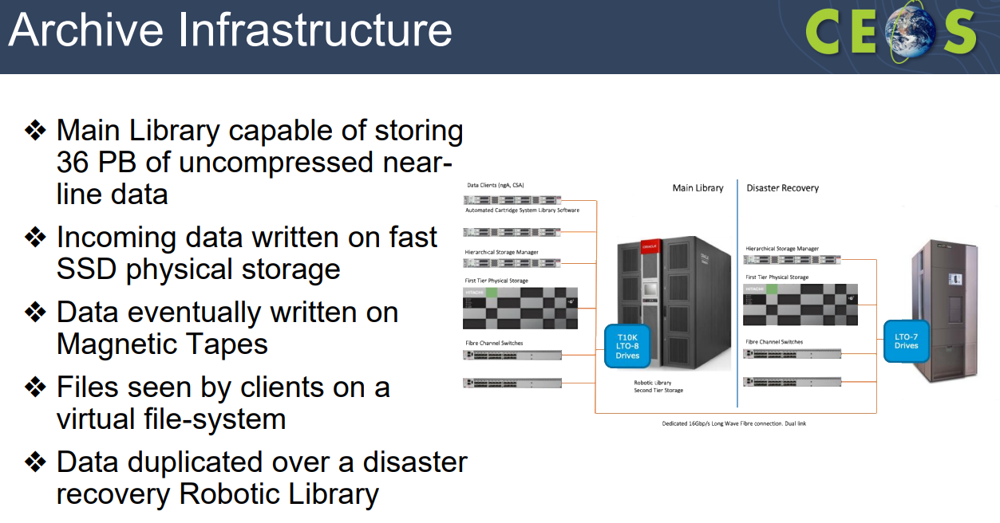 Archive Infrastructure
CEOS
❖ Main Library capable of storing
36 PB of uncompressed near-
line data
❖ Incoming data written on fast
SSD physical storage
❖ Data eventually written on
Magnetic Tapes
❖ Files seen by clients on a
virtual file-system
❖ Data duplicated over a disaster
recovery Robotic Library
Data Clients (ngA, CSA)
Automated Cartridge System Library Software
Hierarchical Storage Manager
First Tier Physical Storage
HITACHI
Fibre Channel Switches
Main Library
ORACLE
T10K
LTO-8
Drives
Robotic Library
Second Tier Storage
Disaster Recovery
Hierarchical Storage Manager
First Tier Physical Storage
HITACHI
Fibre Channel Switches
LTO-7
Drives
Dedicated 16Gbp/s Long Wave Fibre connection. Dual link